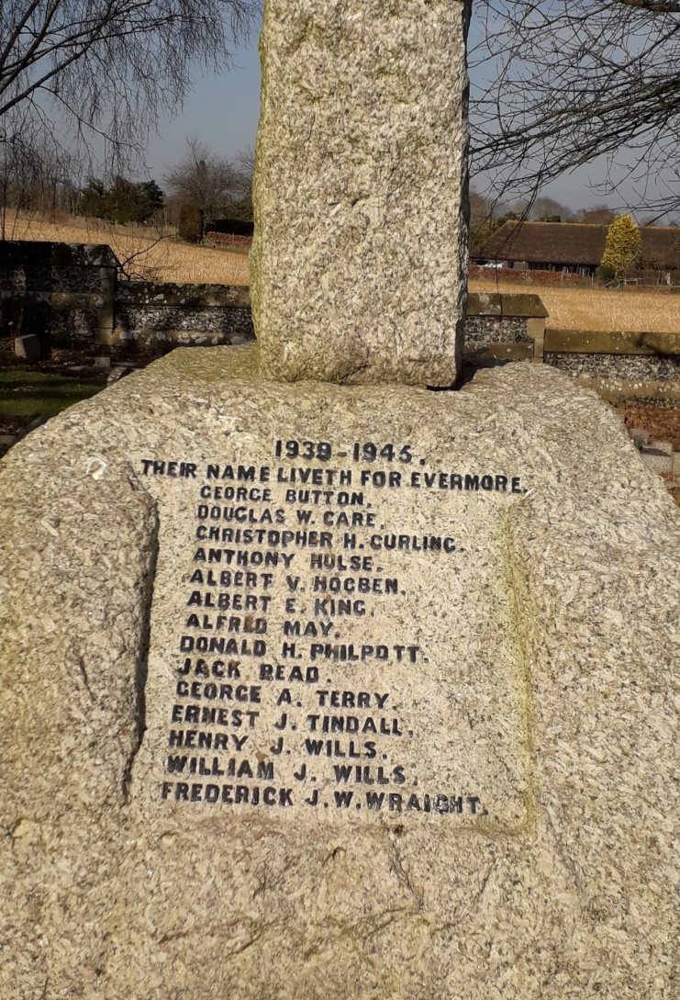 1939-1945.
THEIR NAME LIVETH FOR EVERMORE.
GEORGE BUTTON.
DOUGLAS W. CARE.
CHRISTOPHER H. CURLING.
ANTHONY HULSE.
ALBERT V. HOGBEN.
ALBERT E. KING.
ALFRED MAY.
DONALD H. PHILPOTT.
JACK READ.
GEORGE A. TERRY.
ERNEST J. TINDALL.
HENRY J. WILLS.
WILLIAM J. WILLS.
FREDERICK J. W. WRAIGHT.